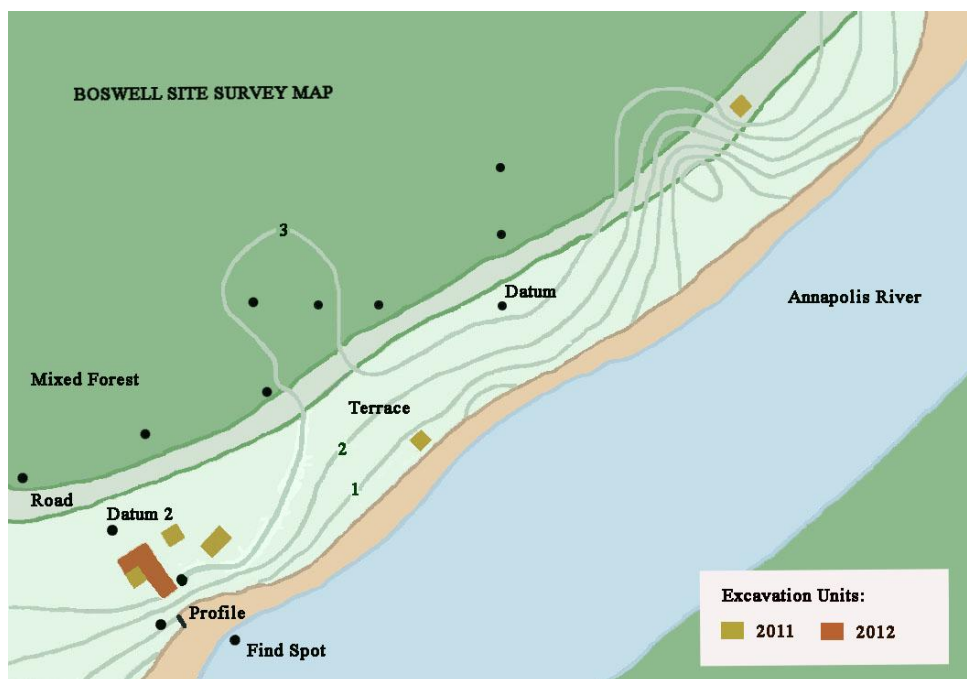 BOSWELL SITE SURVEY MAP
3
Datum
Annapolis River
Mixed Forest
Terrace
2
1
Road
Datum 2
Profile
Find Spot
Excavation Units:
2011
2012